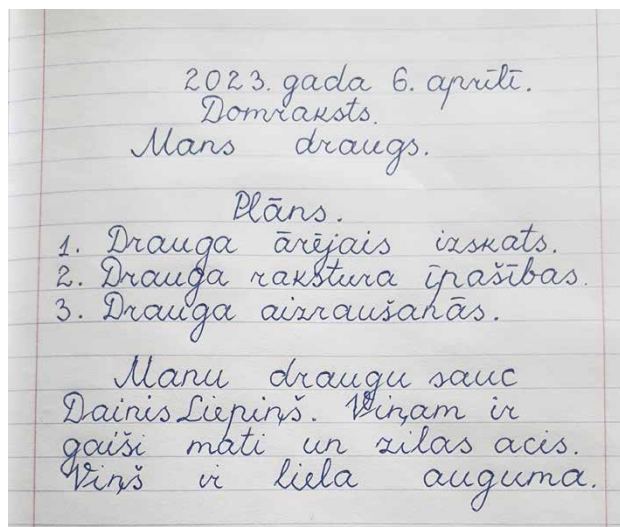 2023. gada 6. aprīlī.
Domraksts.
Mans draugs.
Plāns.
1. Drauga ārējais izskats.
2. Drauga rakstura īpašības.
3. Drauga aizraušanās.
Manu draugu sauc
Dainis Liepiņš. Viņam ir
gaiši mati un zilas acis.
Viņš ir liela auguma.